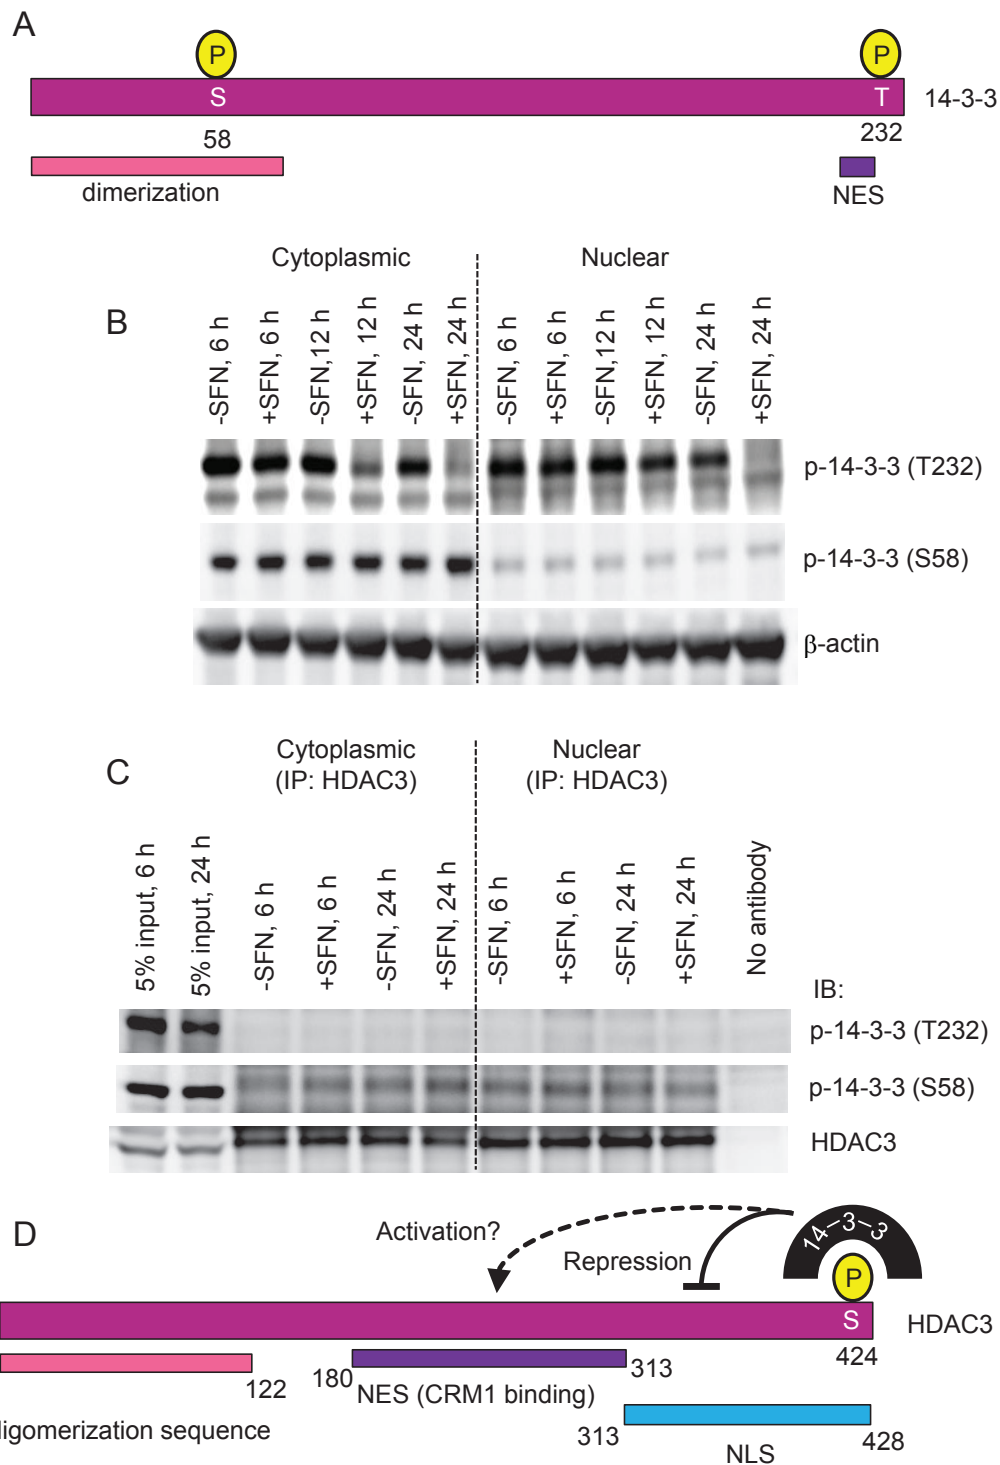 A
P
P
S
T
14-3-3
58
232
dimerization
NES
Cytoplasmic
Nuclear
B
-SFN, 6 h
+SFN, 6 h
-SFN,12 h
+SFN, 12 h
-SFN, 24 h
+SFN, 24 h
-SFN, 6 h
+SFN, 6 h
-SFN,12 h
+SFN, 12 h
-SFN, 24 h
+SFN, 24 h
p-14-3-3 (T232)
p-14-3-3 (S58)
β-actin
C
Cytoplasmic
(IP: HDAC3)
Nuclear
(IP: HDAC3)
5% input, 6 h
5% input, 24 h
-SFN, 6 h
+SFN, 6 h
-SFN, 24 h
+SFN, 24 h
-SFN, 6 h
+SFN, 6 h
-SFN, 24 h
+SFN, 24 h
No antibody
IB:
p-14-3-3 (T232)
p-14-3-3 (S58)
HDAC3
D
Activation?
Repression
14-3-3
P
S
HDAC3
424
122
180
313
NES (CRM1 binding)
ligomerization sequence
313
428
NLS